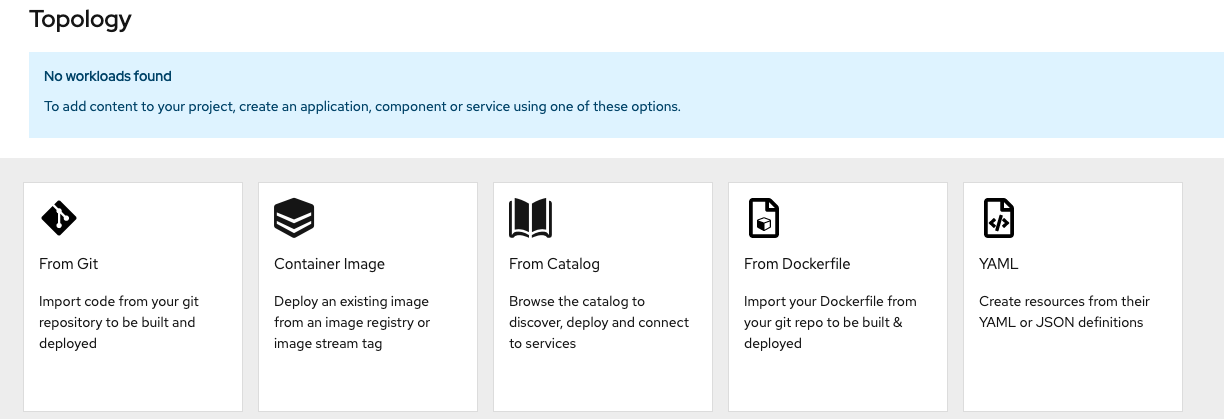 Topology
No workloads found
To add content to your project, create an application, component or service using one of these options.
From Git
Import code from your git
repository to be built and
deployed
Container Image
Deploy an existing image
from an image registry or
image stream tag
From Catalog
Browse the catalog to
discover, deploy and connect
to services
From Dockerfile
Import your Dockerfile from
your git repo to be built &
deployed
YAML
Create resources from their
YAML or JSON definitions